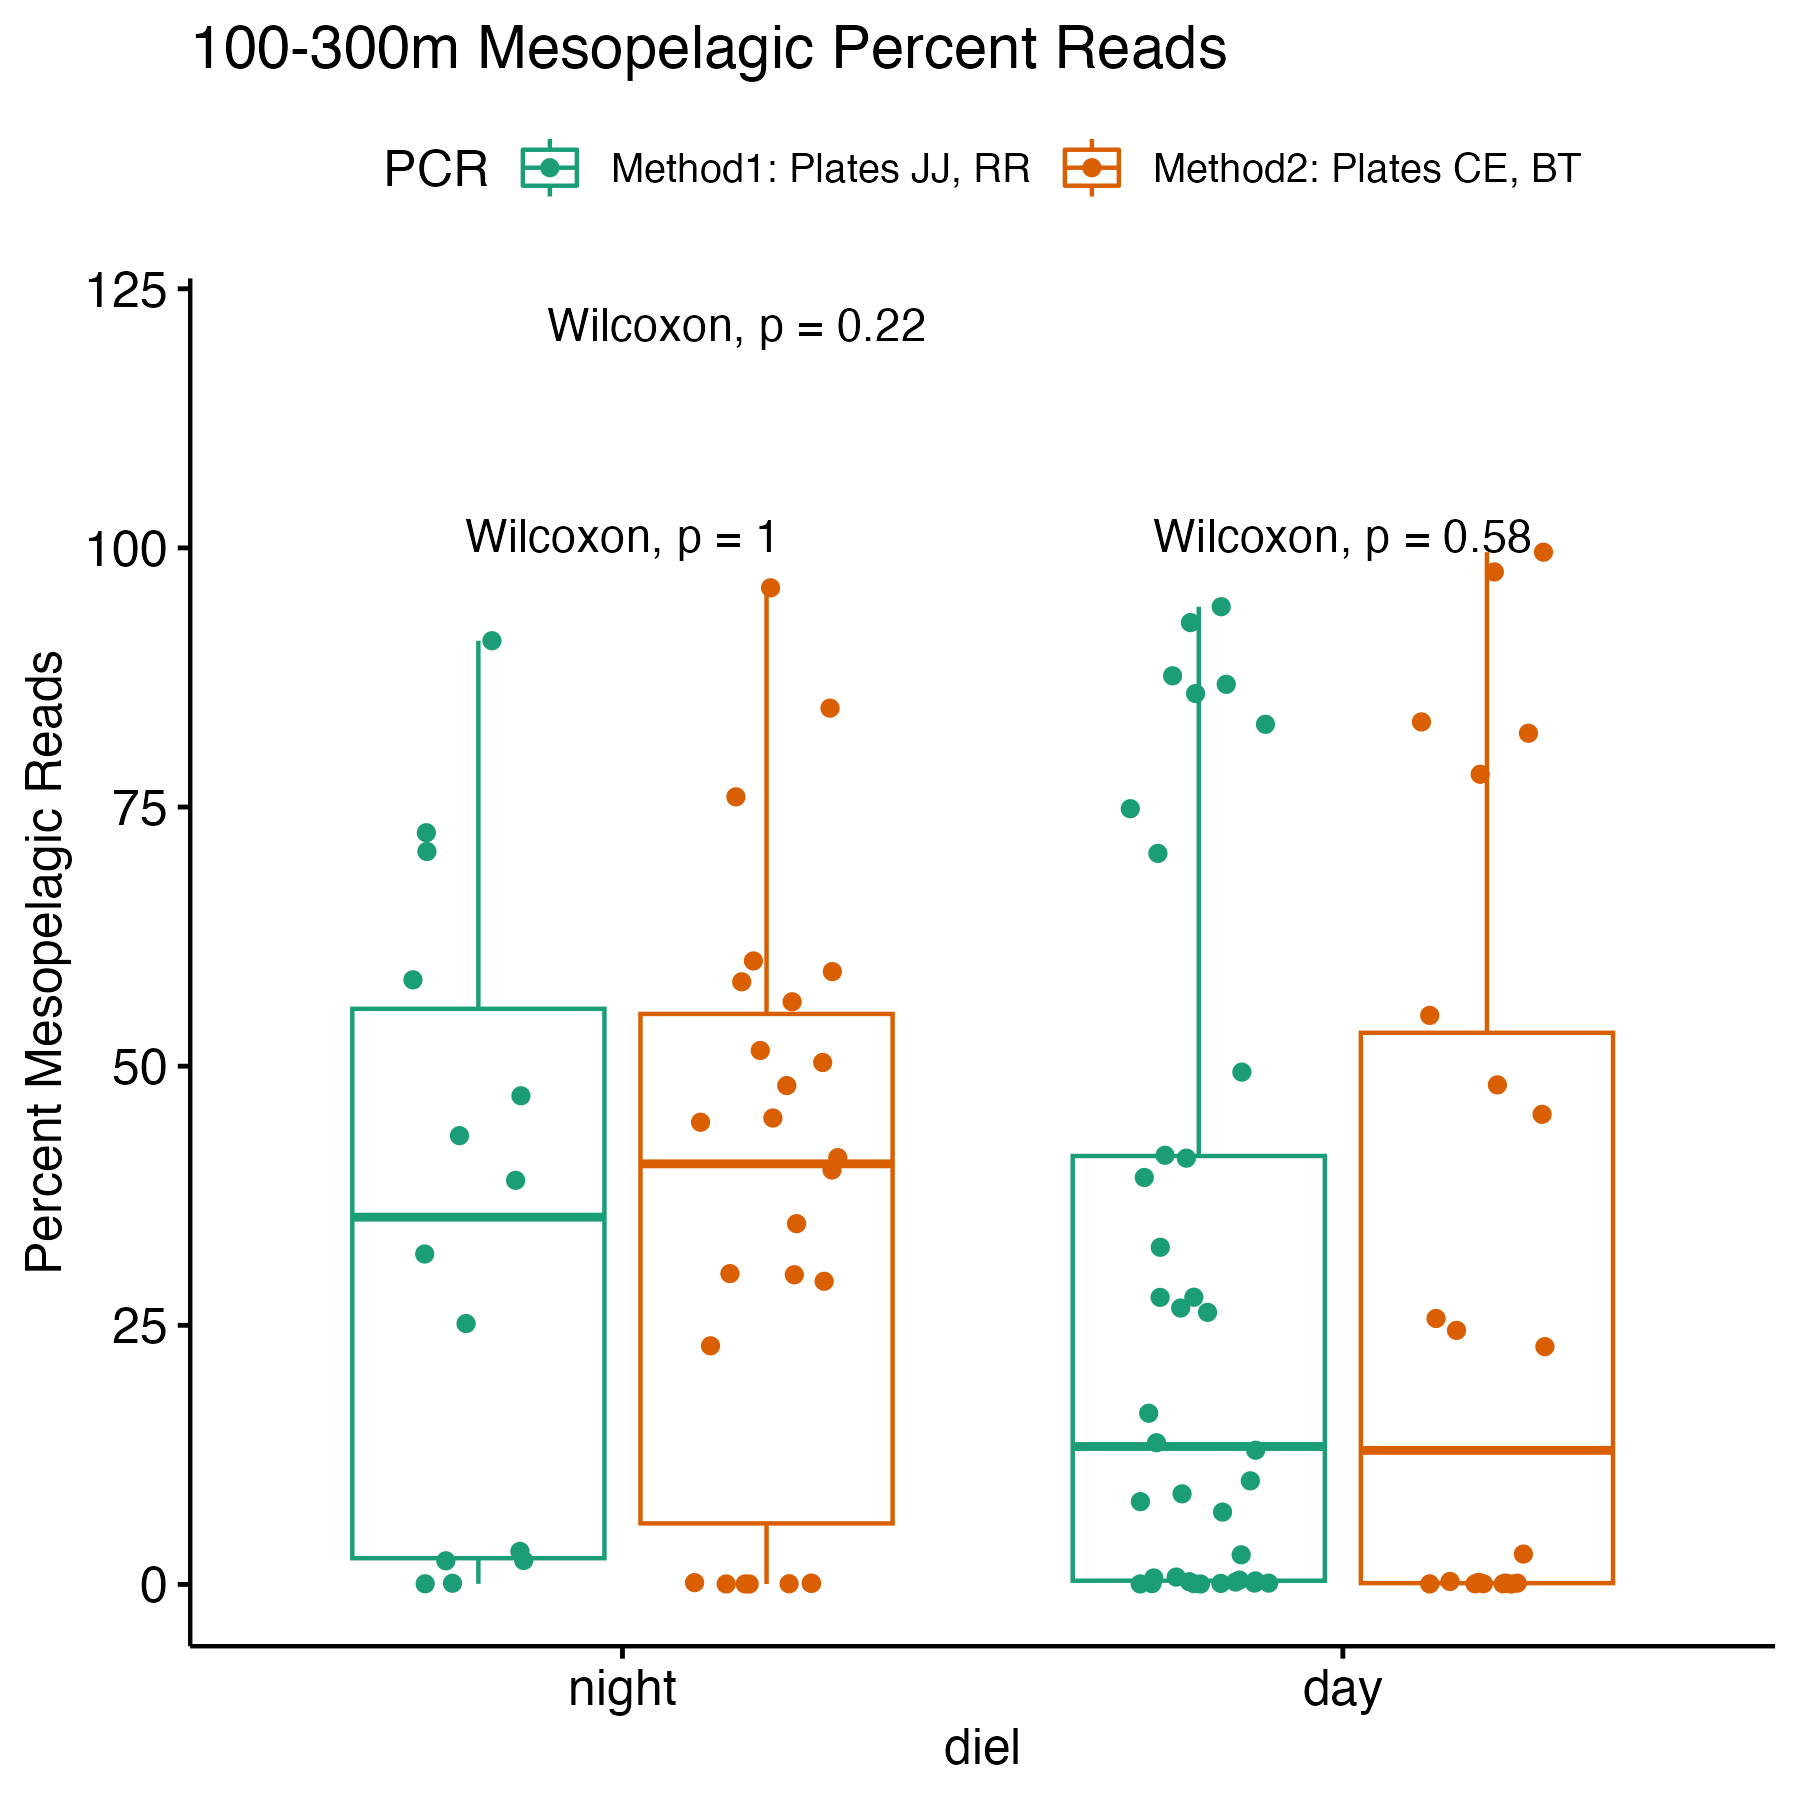 100-300m Mesopelagic Percent Reads
PCR Method1: Plates JJ, RR Method2: Plates CE, BT
125
Wilcoxon, p = 0.22
100
Wilcoxon, p = 1
Wilcoxon, p = 0.58
75
50
25
0
Percent Mesopelagic Reads
night
day
diel